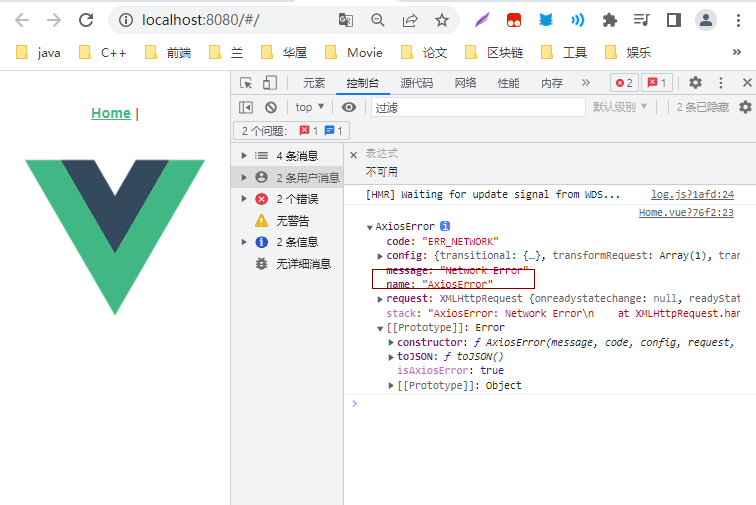 localhost:8080/#/
java C++ 前端 兰 华屋 Movie 论文 区块链 工具 娱乐 »
Home |
元素 控制台 源代码 网络 性能 内存 » 2 1
top ▼ 过滤 默认级别 ▼ 2 条已隐藏
2 个问题: 1 1
4 条消息
2 条用户消息
2 个错误
无警告
2 条信息
无详细消息
表达式
不可用
[HMR] Waiting for update signal from WDS... log.js?1afd:24
Home.vue?76f2:23
AxiosError
code: "ERR_NETWORK"
config: {transitional: {…}, transformRequest: Array(1), tran
message: "Network Error"
name: "AxiosError"
request: XMLHttpRequest {onreadystatechange: null, readyStat
stack: "AxiosError: Network Error\n    at XMLHttpRequest.han
[[Prototype]]: Error
constructor: ƒ AxiosError(message, code, config, request,
toJSON: ƒ toJSON()
isAxiosError: true
[[Prototype]]: Object